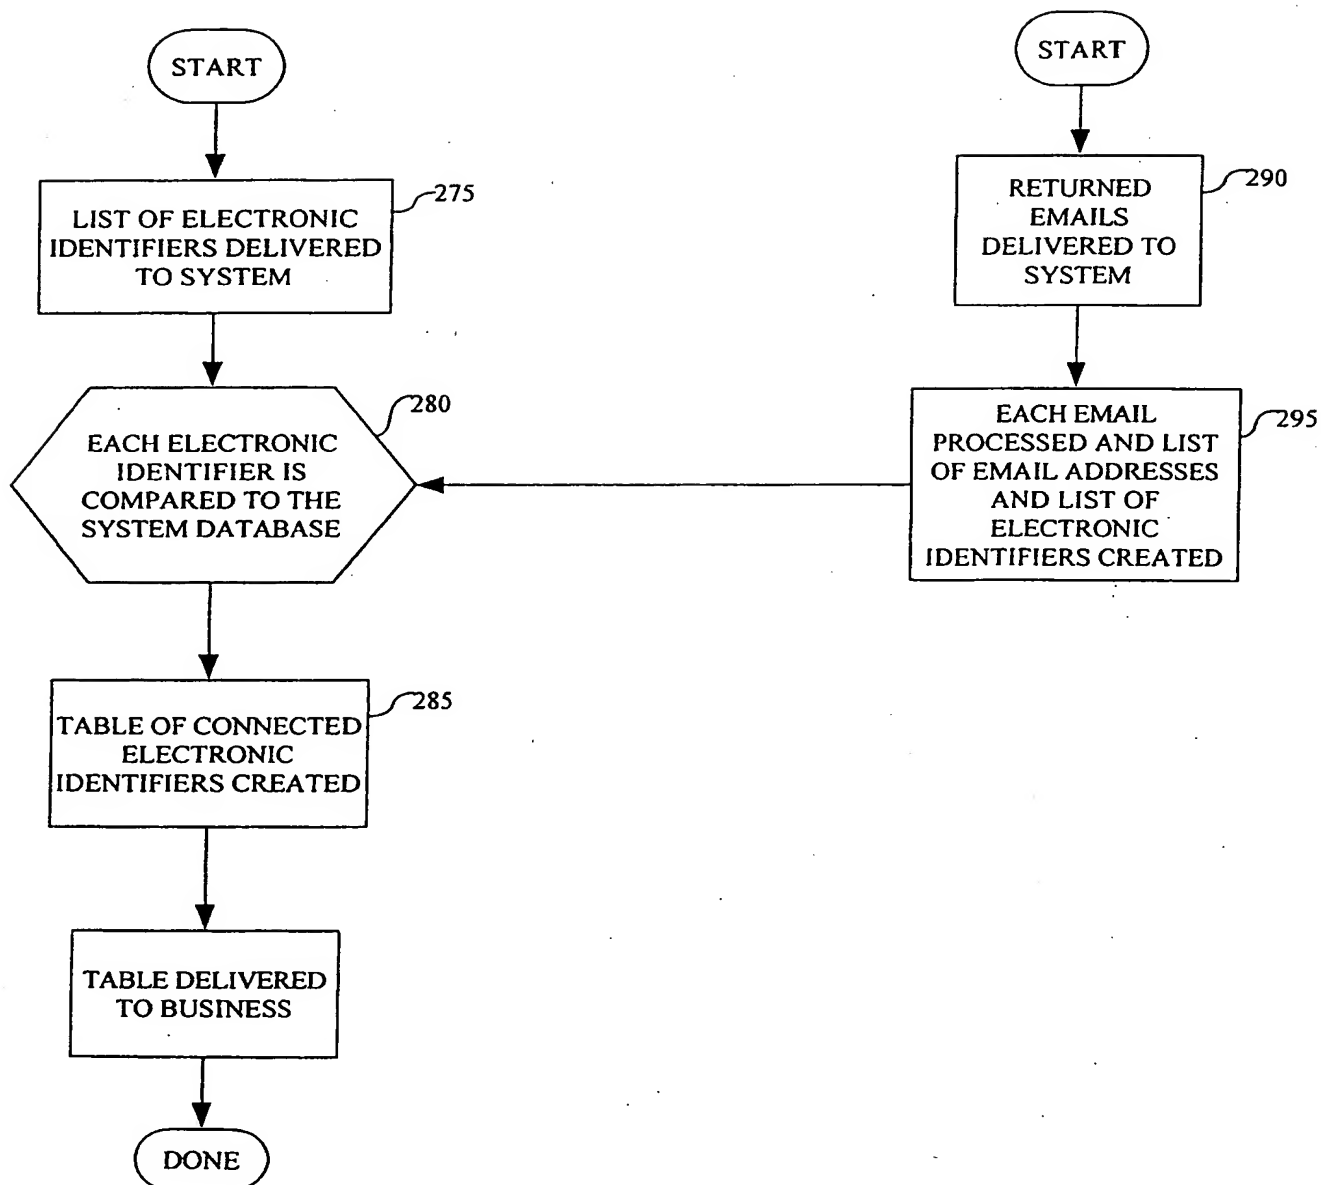 START
LIST OF ELECTRONIC
IDENTIFIERS DELIVERED
TO SYSTEM
275
EACH ELECTRONIC
IDENTIFIER IS
COMPARED TO THE
SYSTEM DATABASE
280
TABLE OF CONNECTED
ELECTRONIC
IDENTIFIERS CREATED
285
TABLE DELIVERED
TO BUSINESS
DONE
START
RETURNED
EMAILS
DELIVERED TO
SYSTEM
290
EACH EMAIL
PROCESSED AND LIST
OF EMAIL ADDRESSES
AND LIST OF
ELECTRONIC
IDENTIFIERS CREATED
295